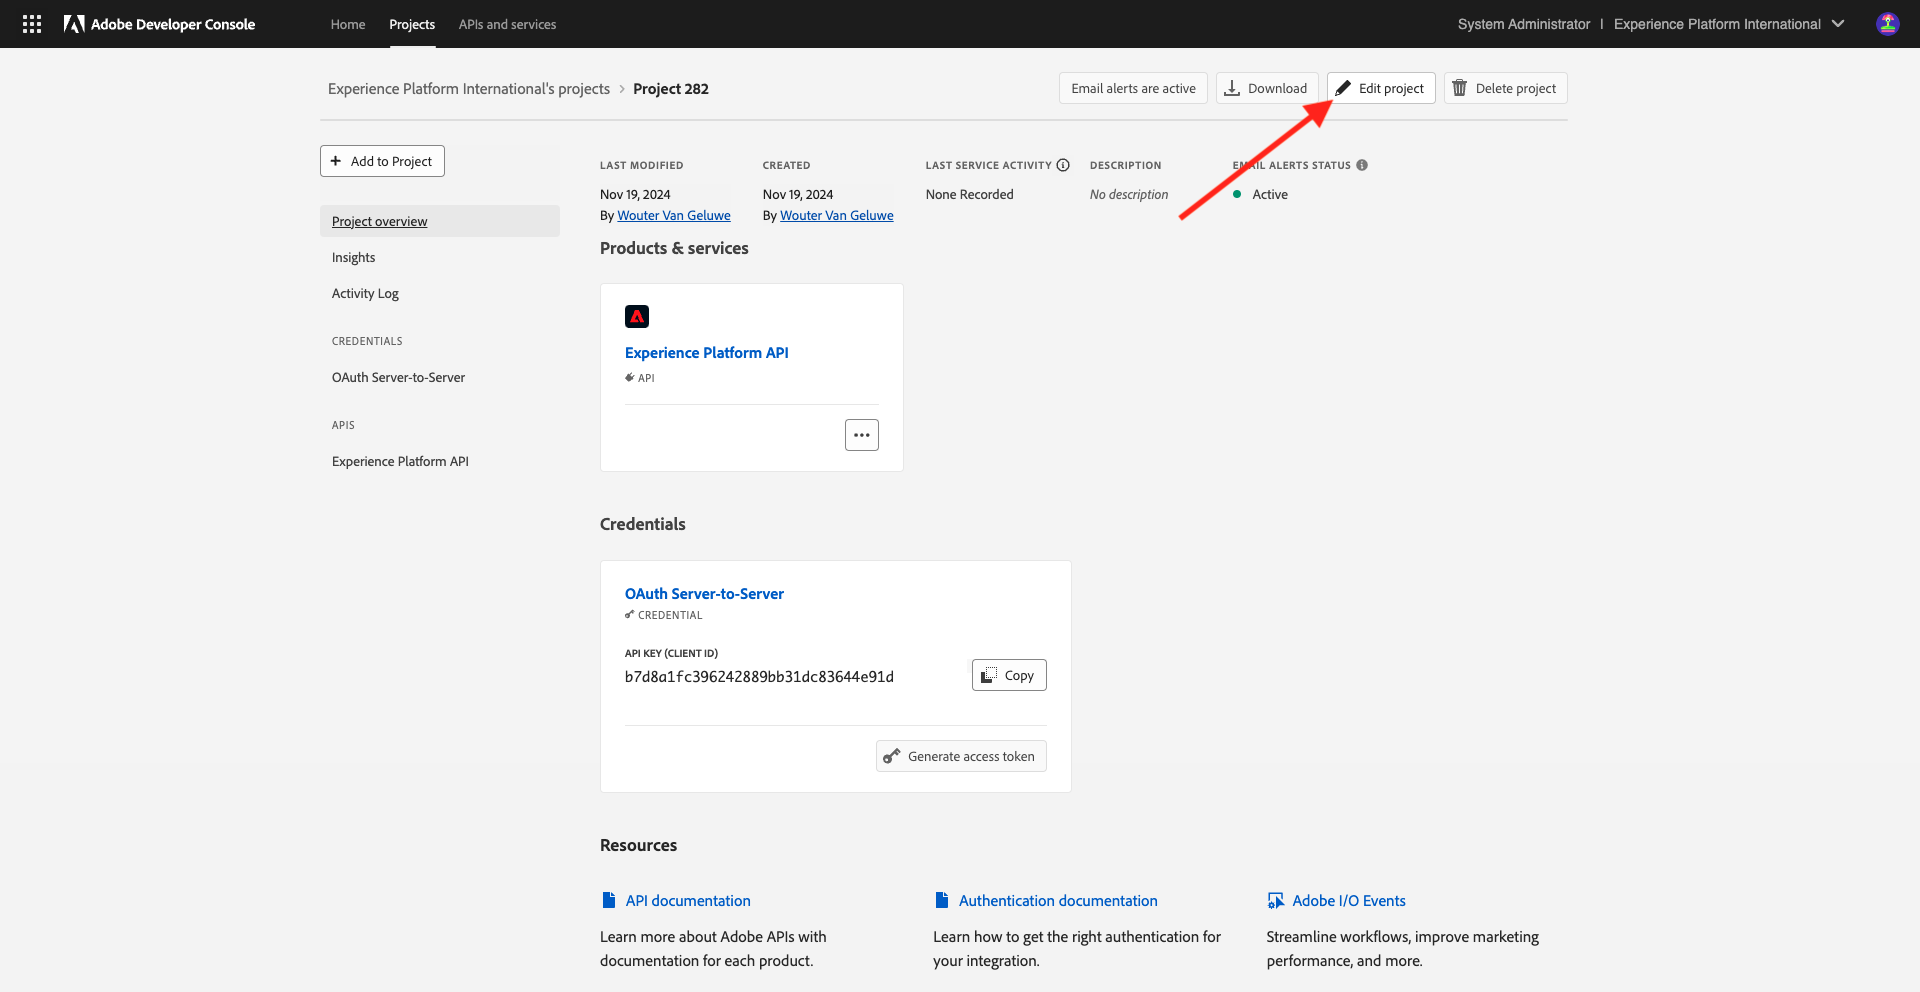 Adobe Developer Console
Home
Projects
APIs and services
System Administrator | Experience Platform International
Experience Platform International's projects > Project 282
Email alerts are active
Download
Edit project
Delete project
+ Add to Project
Project overview
Insights
Activity Log
CREDENTIALS
OAuth Server-to-Server
APIS
Experience Platform API
LAST MODIFIED
Nov 19, 2024
By Wouter Van Geluwe
CREATED
Nov 19, 2024
By Wouter Van Geluwe
LAST SERVICE ACTIVITY
None Recorded
DESCRIPTION
No description
EMAIL ALERTS STATUS
Active
Products & services
Experience Platform API
API
Credentials
OAuth Server-to-Server
CREDENTIAL
API KEY (CLIENT ID)
b7d8a1fc396242889bb31dc83644e91d
Copy
Generate access token
Resources
API documentation
Learn more about Adobe APIs with
documentation for each product.
Authentication documentation
Learn how to get the right authentication for
your integration.
Adobe I/O Events
Streamline workflows, improve marketing
performance, and more.